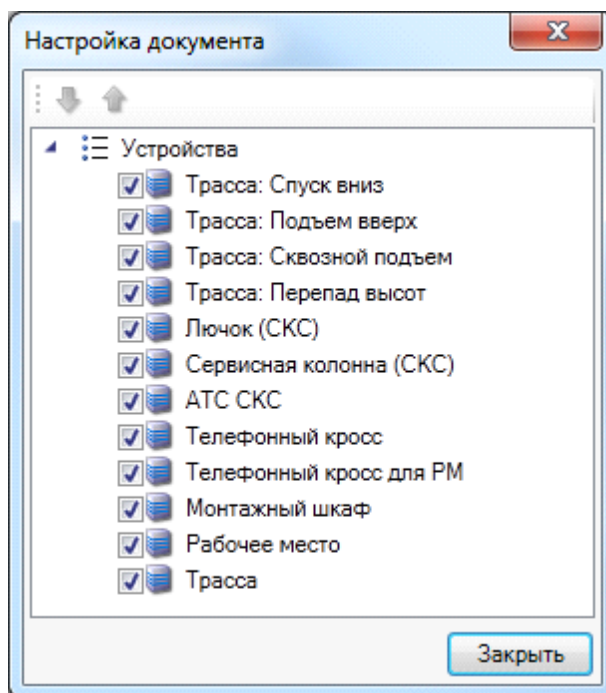 Настройка документа
Устройства
Трасса: Спуск вниз
Трасса: Подъем вверх
Трасса: Сквозной подъем
Трасса: Перепад высот
Лючок (СКС)
Сервисная колонна (СКС)
АТС СКС
Телефонный кросс
Телефонный кросс для РМ
Монтажный шкаф
Рабочее место
Трасса
Закрыть